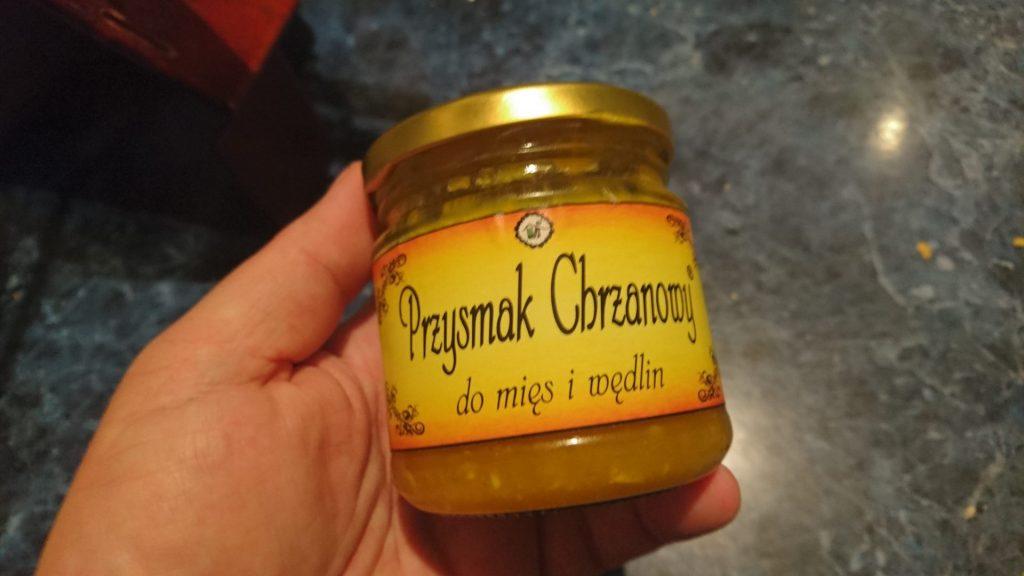 Przysmak Chrzanowy®
do mięs i wędlin